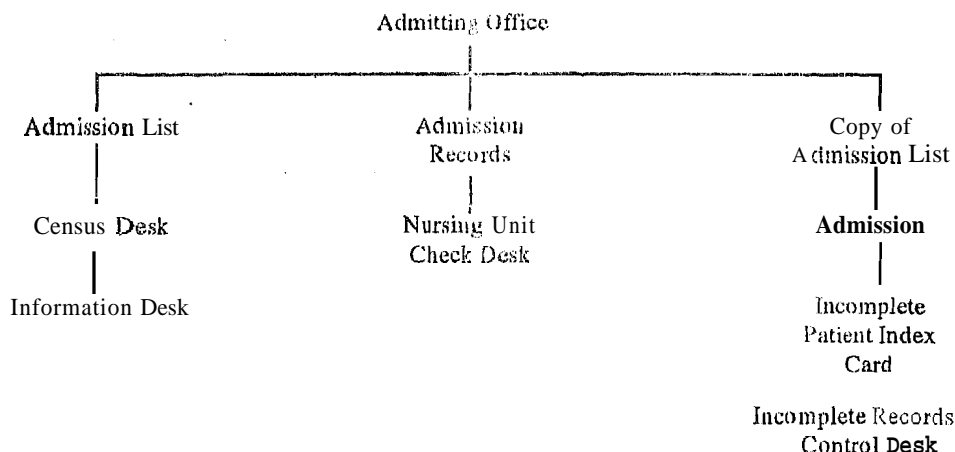 Admitting Office
Admission List
Census Desk
Information Desk
Admission
Records
Nursing Unit
Check Desk
Copy of
Admission List
Admission
Incomplete
Patient Index
Card
Incomplete Records
Control Desk